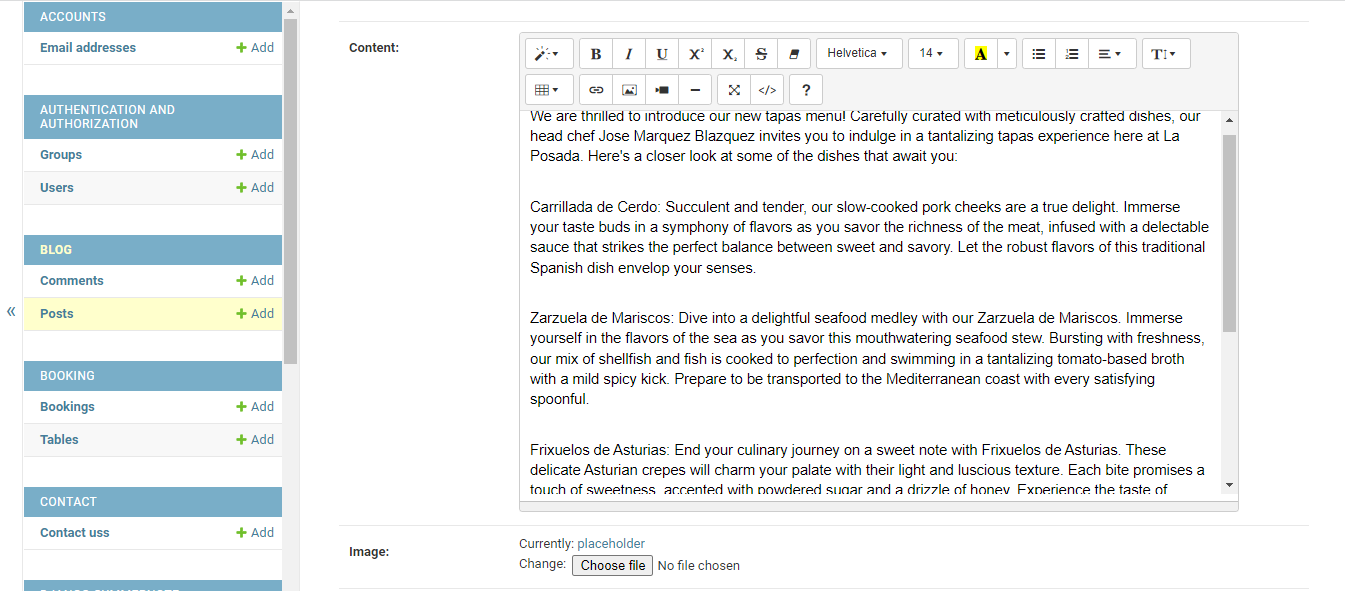 ACCOUNTS
Email addresses + Add
AUTHENTICATION AND
AUTHORIZATION
Groups + Add
Users + Add
BLOG
Comments + Add
Posts + Add
BOOKING
Bookings + Add
Tables + Add
CONTACT
Contact uss + Add
«
Content:
B I U X² X₂ S Helvetica 14 A T
</> ?
We are thrilled to introduce our new tapas menu! Carefully curated with meticulously crafted dishes, our
head chef Jose Marquez Blazquez invites you to indulge in a tantalizing tapas experience here at La
Posada. Here's a closer look at some of the dishes that await you:
Carrillada de Cerdo: Succulent and tender, our slow-cooked pork cheeks are a true delight. Immerse
your taste buds in a symphony of flavors as you savor the richness of the meat, infused with a delectable
sauce that strikes the perfect balance between sweet and savory. Let the robust flavors of this traditional
Spanish dish envelop your senses.
Zarzuela de Mariscos: Dive into a delightful seafood medley with our Zarzuela de Mariscos. Immerse
yourself in the flavors of the sea as you savor this mouthwatering seafood stew. Bursting with freshness,
our mix of shellfish and fish is cooked to perfection and swimming in a tantalizing tomato-based broth
with a mild spicy kick. Prepare to be transported to the Mediterranean coast with every satisfying
spoonful.
Frixuelos de Asturias: End your culinary journey on a sweet note with Frixuelos de Asturias. These
delicate Asturian crepes will charm your palate with their light and luscious texture. Each bite promises a
touch of sweetness, accented with powdered sugar and a drizzle of honey. Experience the taste of
Image:
Currently: placeholder
Change: Choose file No file chosen